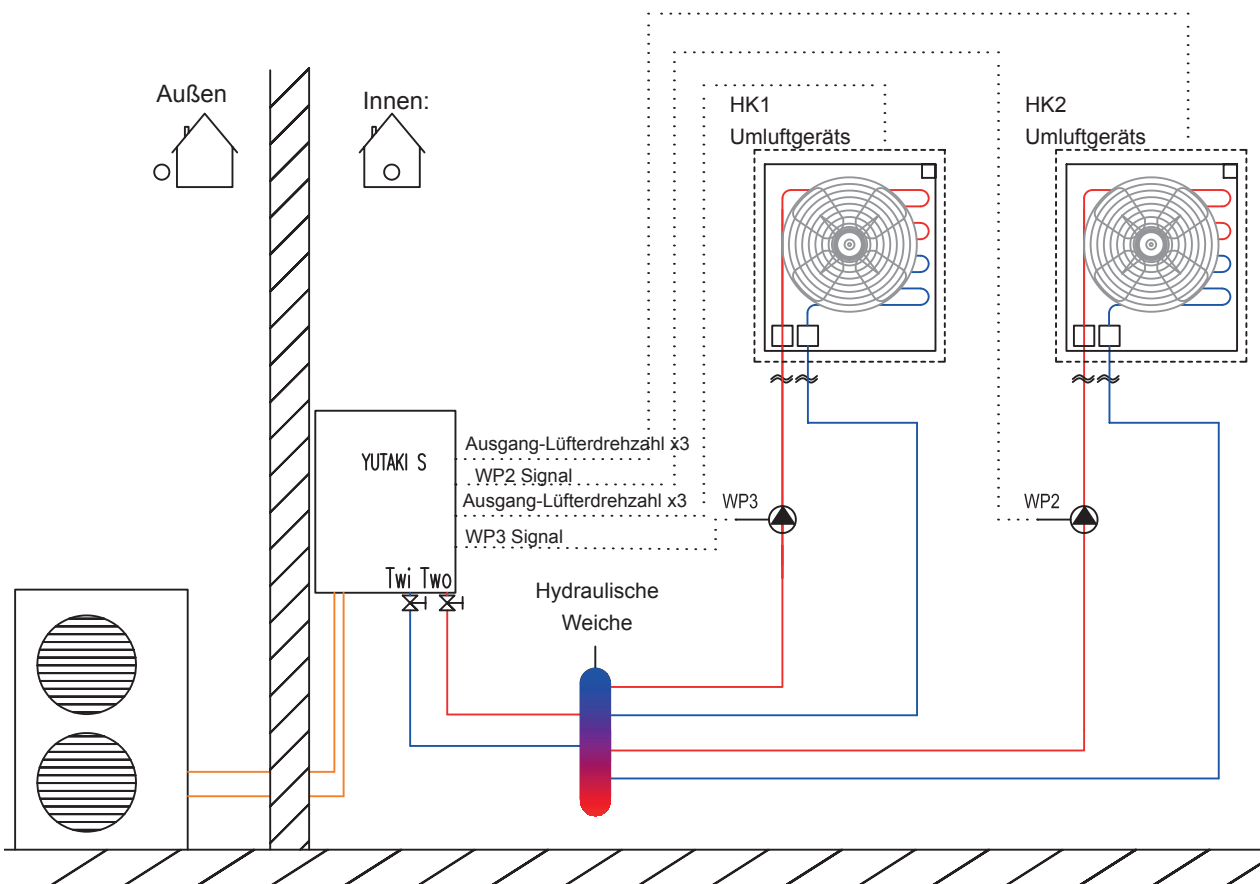 Außen
Innen:
HK1
Umluftgeräts
HK2
Umluftgeräts
YUTAKI S
Ausgang-Lüfterdrehzahl x3
WP2 Signal
Ausgang-Lüfterdrehzahl x3
WP3 Signal
WP3
WP2
Twi Two
Hydraulische
Weiche